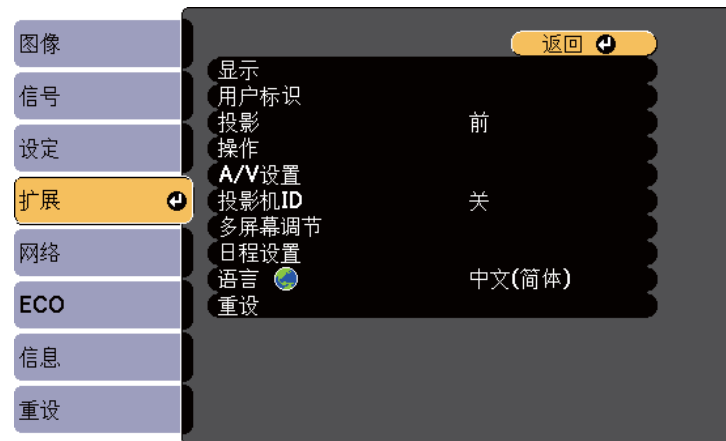 图像
信号
设定
扩展
网络
ECO
信息
重设
返回
显示
用户标识
投影 前
操作
A/V设置
投影机ID 关
多屏幕调节
日程设置
语言 中文(简体)
重设